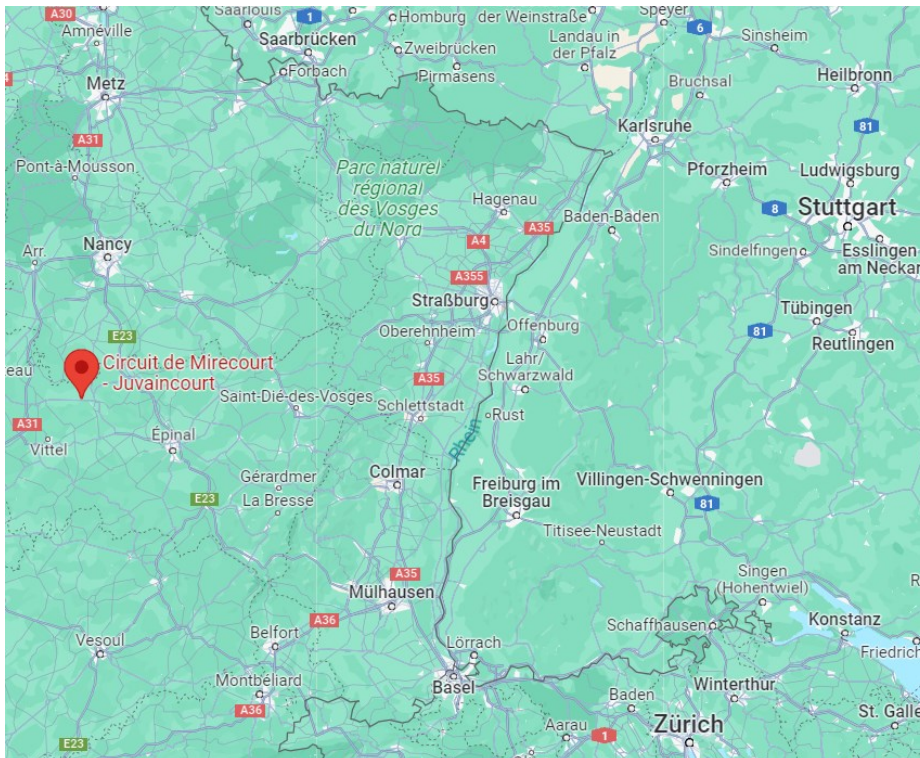 A30
Saarlouis
1
Homburg
der Weinstraße
Speyer
6
Amnéville
Saarbrücken
Zweibrücken
Landau in
der Pfalz
Sinsheim
Forbach
Pirmasens
Bruchsal
Heilbronn
Metz
A31
Karlsruhe
81
Pont-à-Mousson
Parc naturel
régional
des Vosges
du Nord
Pforzheim
Ludwigsburg
Hagenau
A35
Baden-Baden
8
Stuttgart
Nancy
A4
Arr.
Sindelfingen
Esslingen
am Neckar
A355
Straßburg
Tübingen
E23
Oberehnheim
Offenburg
81
Reutlingen
Circuit de Mirecourt
- Juvaincourt
eau
Lahr/
Schwarzwald
A35
Saint-Dié-des-Vosges
Schlettstadt
Rust
A31
Vittel
Épinal
Rhein
Colmar
Gérardmer
La Bresse
E23
Freiburg im
Breisgau
Villingen-Schwenningen
81
Titisee-Neustadt
A35
Mülhausen
Singen
(Hohentwiel)
R
A36
Schaffhausen
Konstanz
Vesoul
Belfort
Lörrach
Friedrich
Montbéliard
Basel
A36
Baden
Winterthur
St. Galle
E23
Aarau
1
Zürich